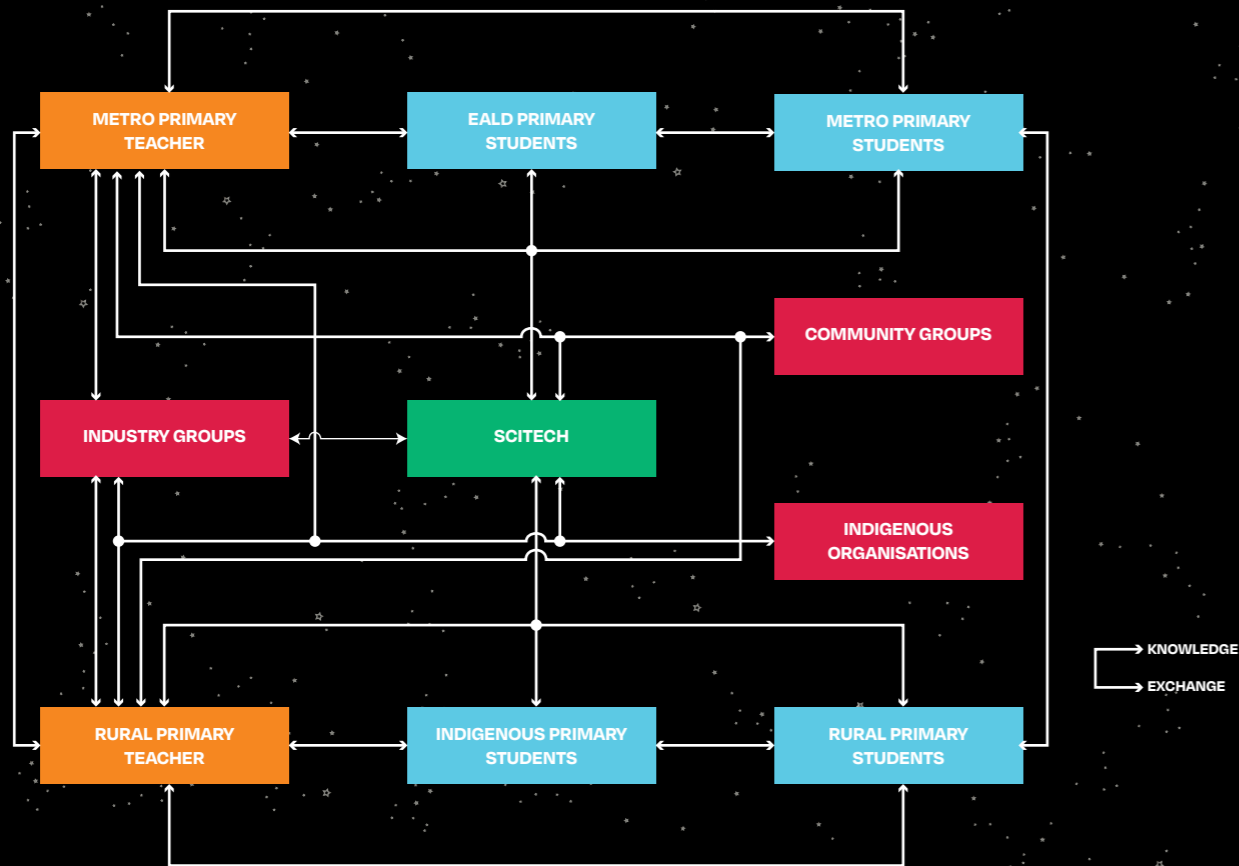 METRO PRIMARY
TEACHER
EALD PRIMARY
STUDENTS
METRO PRIMARY
STUDENTS
COMMUNITY GROUPS
INDUSTRY GROUPS
SCITECH
INDIGENOUS
ORGANISATIONS
KNOWLEDGE
EXCHANGE
RURAL PRIMARY
TEACHER
INDIGENOUS PRIMARY
STUDENTS
RURAL PRIMARY
STUDENTS